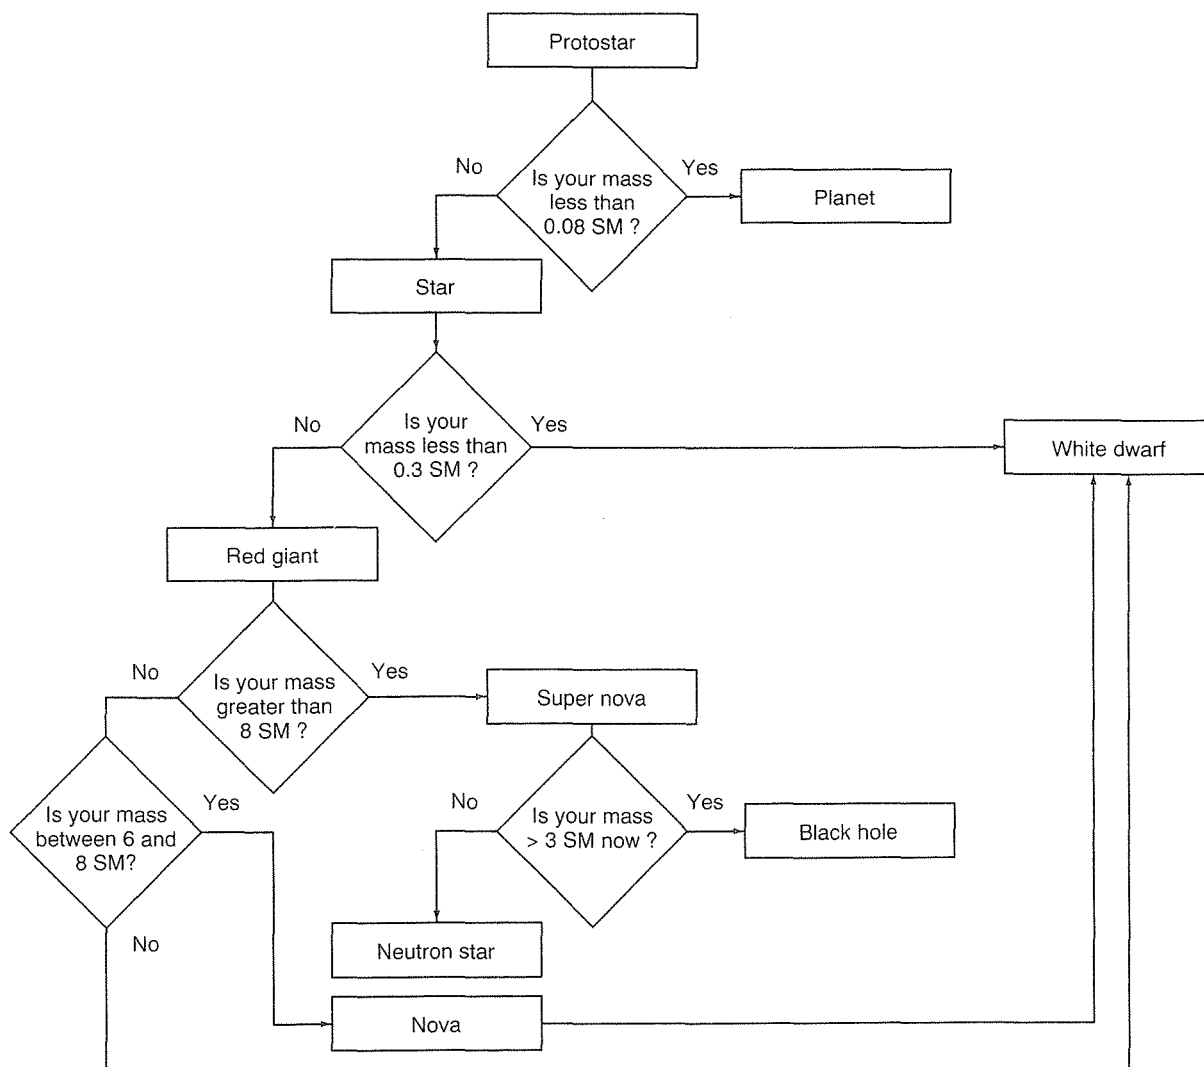 Protostar
No
Is your mass
less than
0.08 SM ?
Yes
Planet
Star
No
Is your
mass less than
0.3 SM ?
Yes
White dwarf
Red giant
No
Is your mass
greater than
8 SM ?
Yes
Super nova
Is your mass
between 6 and
8 SM?
Yes
No
Is your mass
> 3 SM now ?
Yes
Black hole
No
Neutron star
Nova